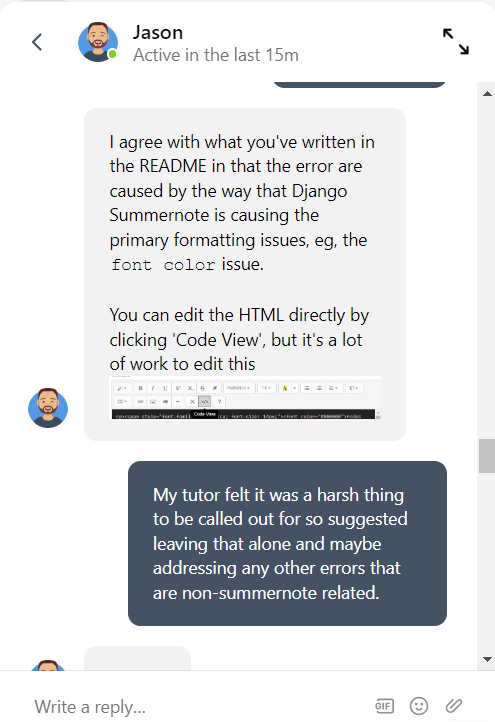 Jason
Active in the last 15m
I agree with what you've written in
the README in that the error are
caused by the way that Django
Summernote is causing the
primary formatting issues, eg, the
font color issue.
You can edit the HTML directly by
clicking 'Code View', but it's a lot
of work to edit this
Code View
My tutor felt it was a harsh thing
to be called out for so suggested
leaving that alone and maybe
addressing any other errors that
are non-summernote related.
Write a reply...
GIF